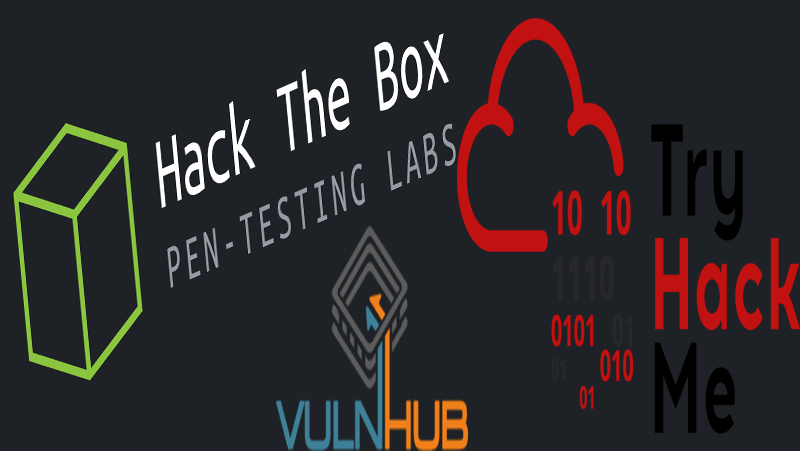 Hack The Box
PEN-TESTING LABS
VULNHUB
10 10
1110
0101 01
01 010
01
Try
Hack
Me